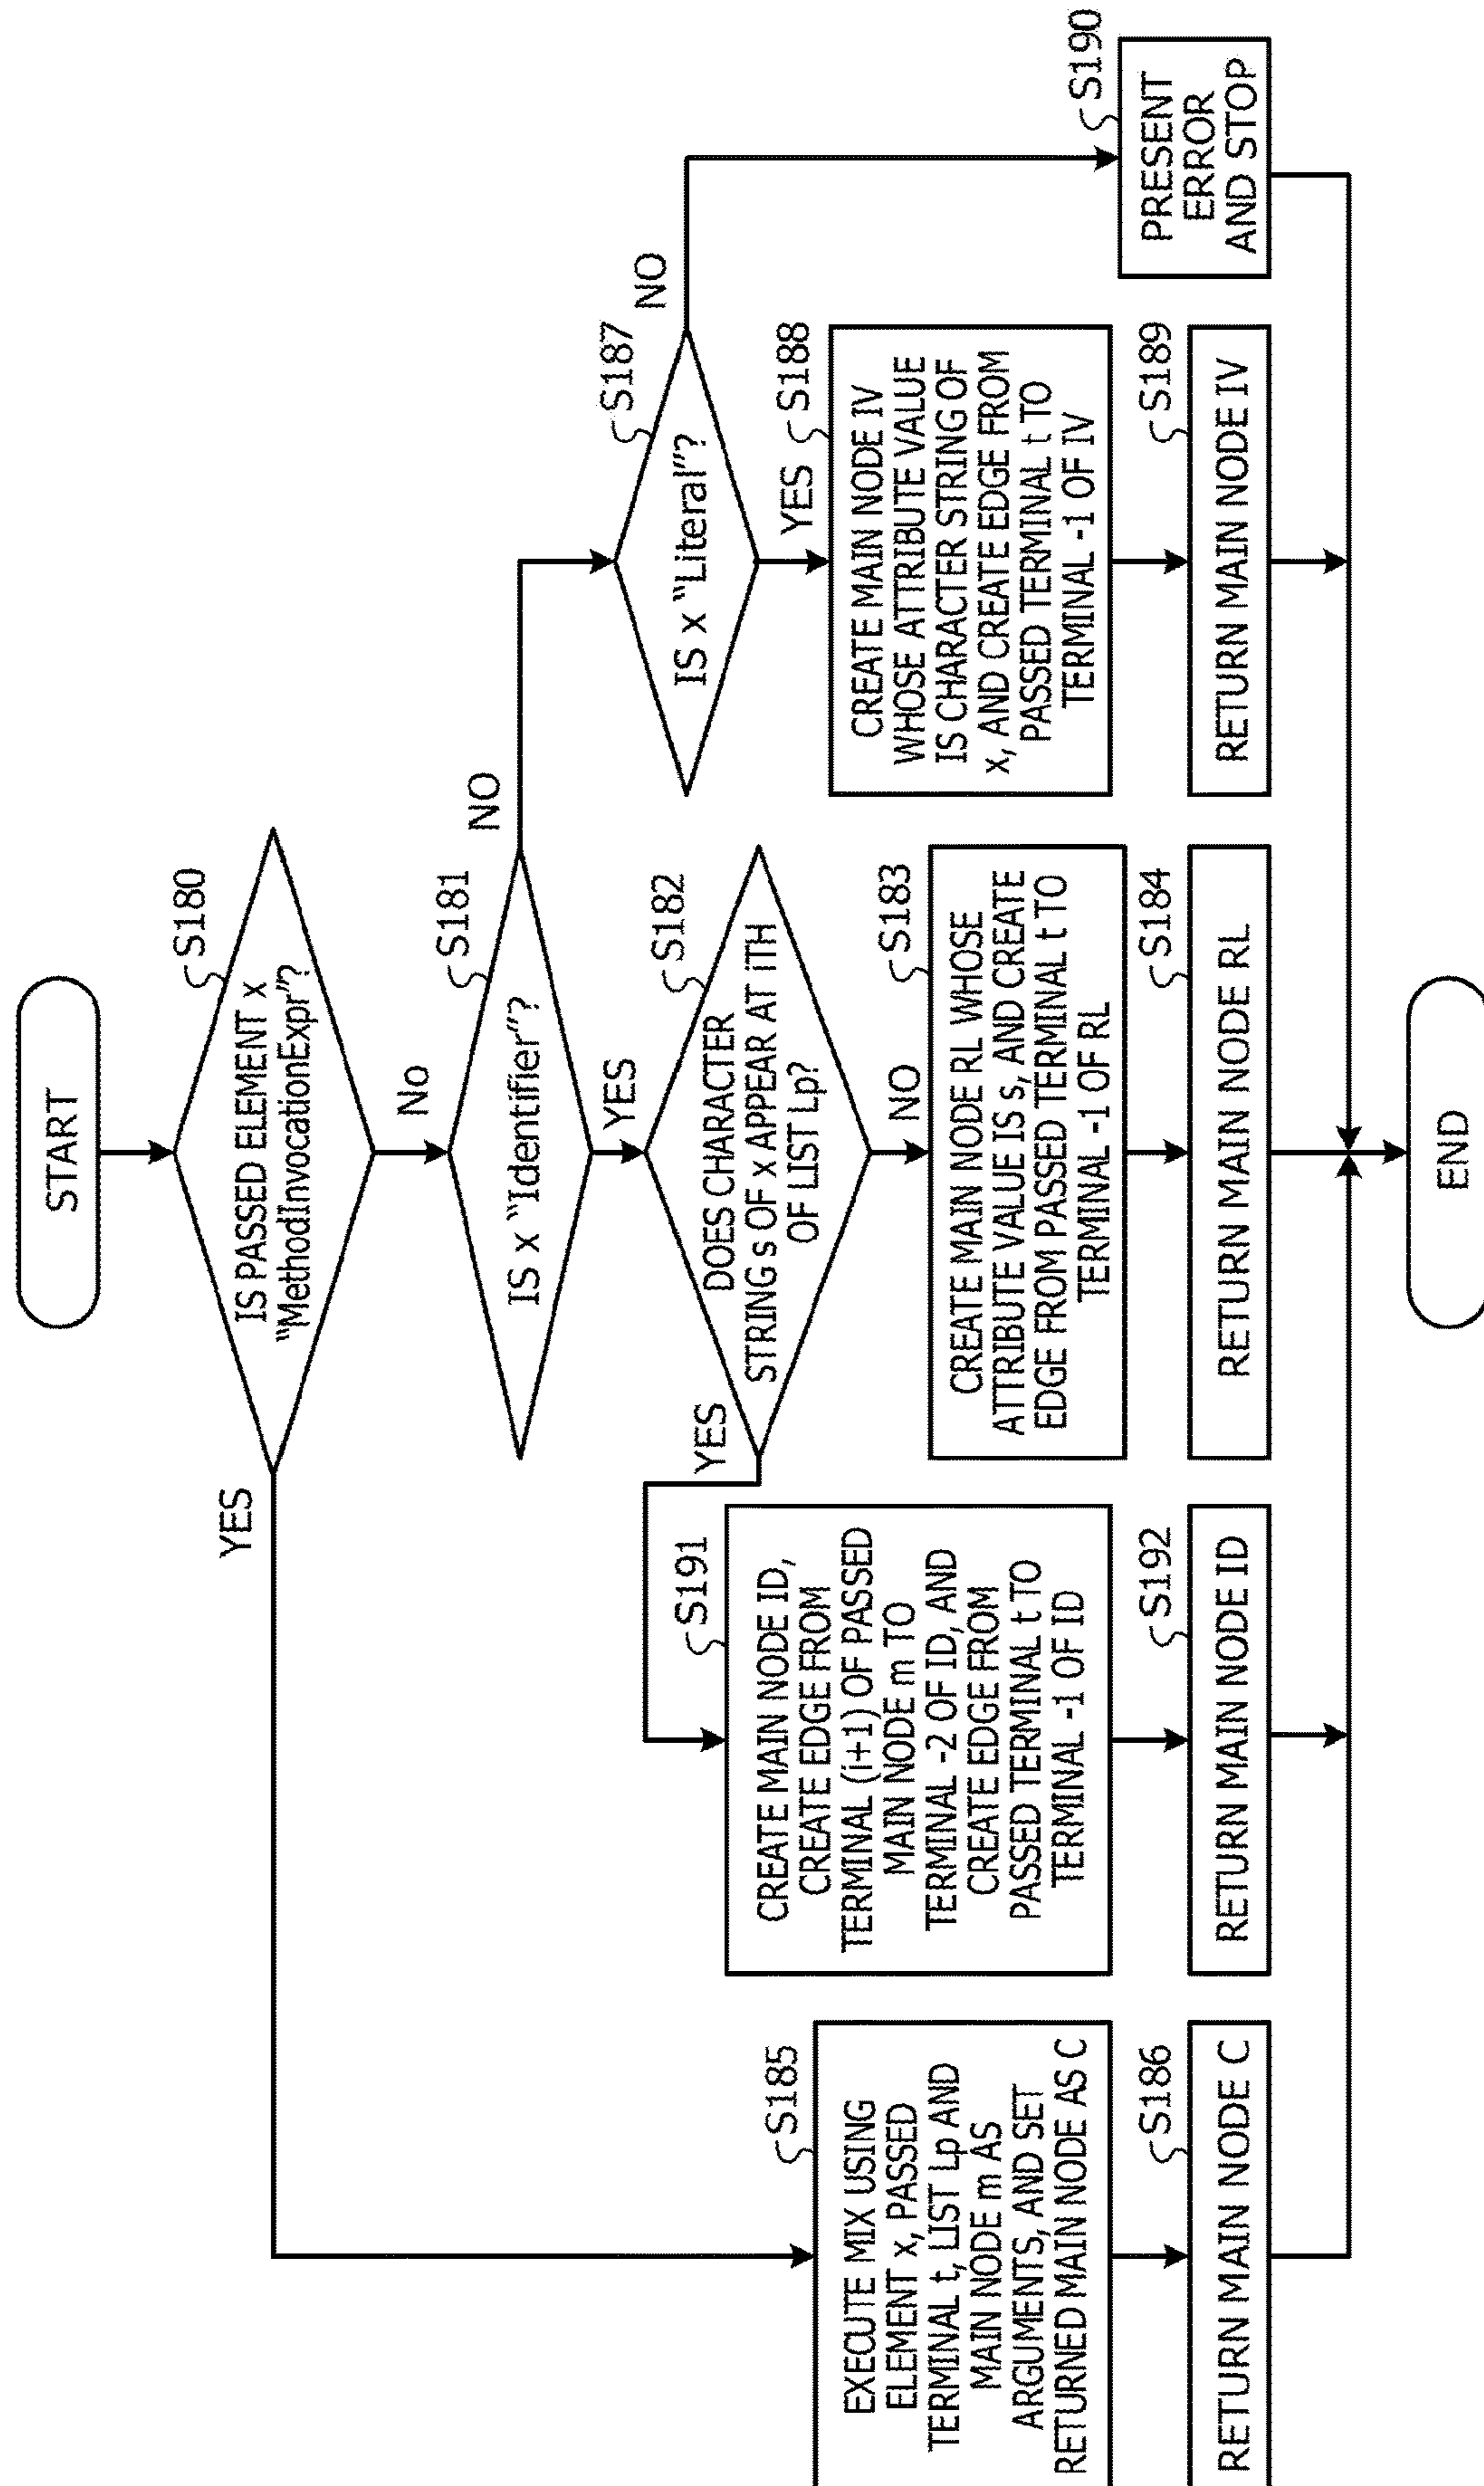 START
S180
IS PASSED ELEMENT x
“MethodInvocationExpr”?
YES
No
S181
IS x “Identifier”?
NO
YES
S182
DOES CHARACTER
STRING s OF x APPEAR AT iTH
OF LIST Lp?
YES
NO
S183
CREATE MAIN NODE RL WHOSE
ATTRIBUTE VALUE IS s, AND CREATE
EDGE FROM PASSED TERMINAL t TO
TERMINAL -1 OF RL
S184
RETURN MAIN NODE RL
S185
EXECUTE MIX USING
ELEMENT x, PASSED
TERMINAL t, LIST Lp AND
MAIN NODE m AS
ARGUMENTS, AND SET
RETURNED MAIN NODE AS C
S186
RETURN MAIN NODE C
S191
CREATE MAIN NODE ID,
CREATE EDGE FROM
TERMINAL (i+1) OF PASSED
MAIN NODE m TO
TERMINAL -2 OF ID, AND
CREATE EDGE FROM
PASSED TERMINAL t TO
TERMINAL -1 OF ID
S192
RETURN MAIN NODE ID
S187
IS x “Literal”?
NO
YES
S188
CREATE MAIN NODE IV
WHOSE ATTRIBUTE VALUE
IS CHARACTER STRING OF
x, AND CREATE EDGE FROM
PASSED TERMINAL t TO
TERMINAL -1 OF IV
S189
RETURN MAIN NODE IV
S190
PRESENT
ERROR
AND STOP
END